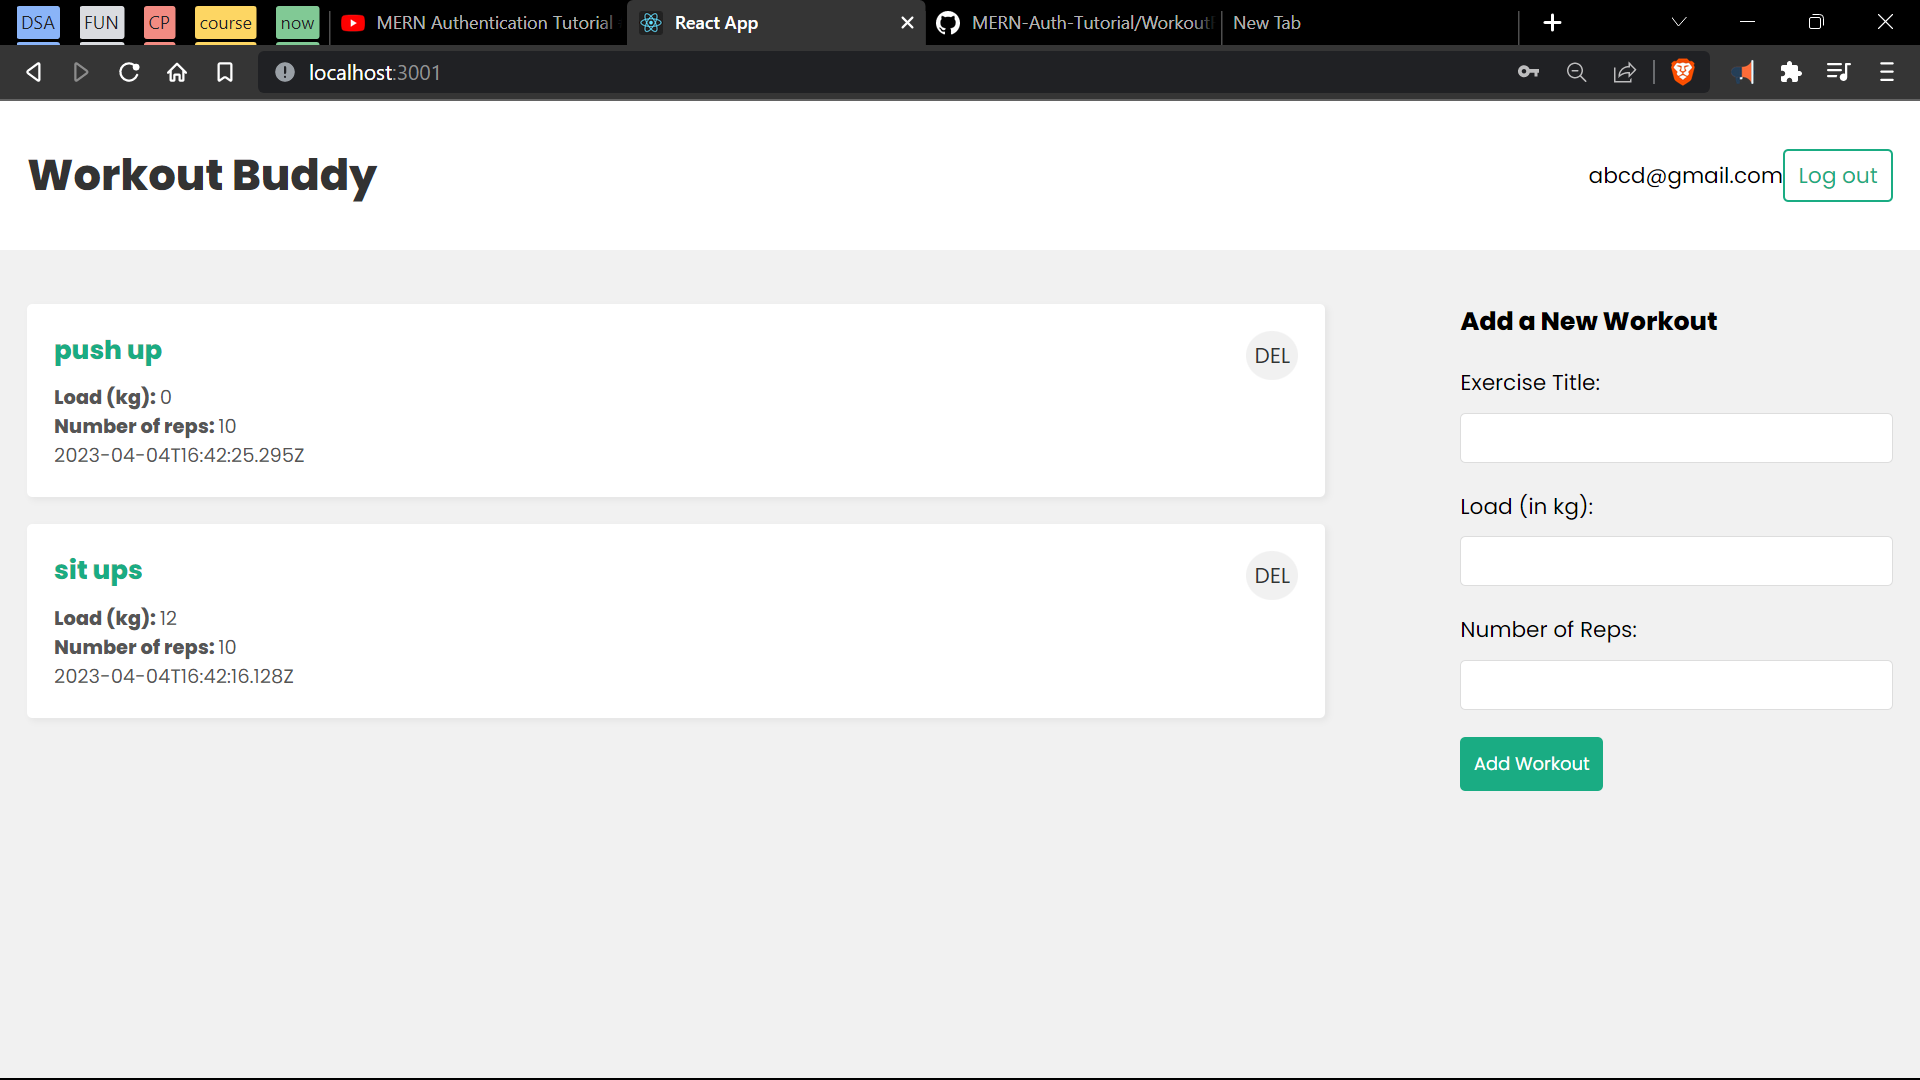 DSA FUN CP course now MERN Authentication Tutorial React App MERN-Auth-Tutorial/Workout New Tab
localhost:3001
Workout Buddy
abcd@gmail.com Log out
push up
DEL
Load (kg): 0
Number of reps: 10
2023-04-04T16:42:25.295Z
sit ups
DEL
Load (kg): 12
Number of reps: 10
2023-04-04T16:42:16.128Z
Add a New Workout
Exercise Title:
Load (in kg):
Number of Reps:
Add Workout